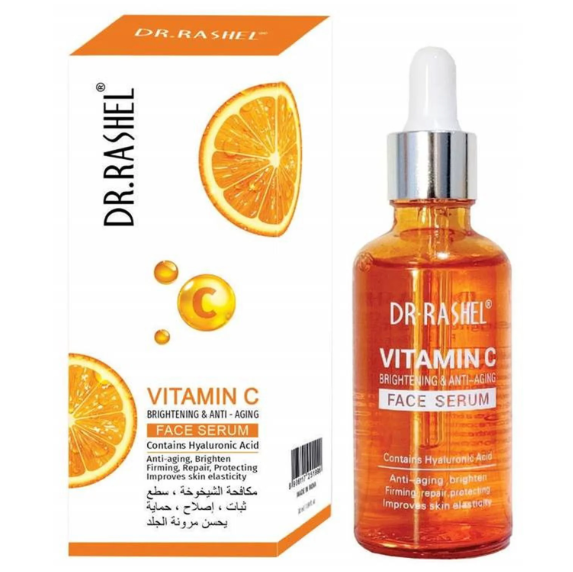 DR.RASHEL®
DR.RASHEL®
C
VITAMIN C
BRIGHTENING & ANTI - AGING
FACE SERUM
Contains Hyaluronic Acid
Anti-aging, Brighten
Firming, Repair, Protecting
Improves skin elasticity
مكافحة الشيخوخة ، سطع
ثبات ، إصلاح ، حماية
يحسن مرونة الجلد
MADE IN
DR·RASHEL®
VITAMIN C
BRIGHTENING & ANTI-AGING
FACE SERUM
Contains Hyaluronic Acid
Anti-aging, brighten
Firming, repair, protecting
Improves skin elasticity